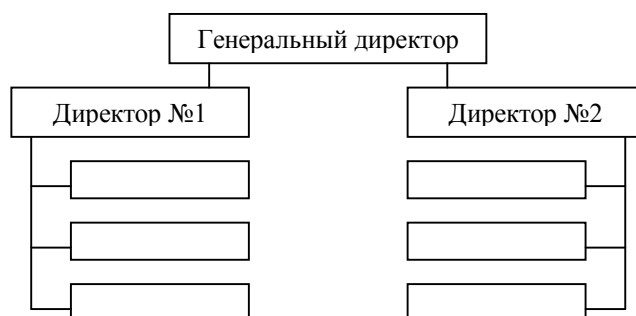 Генеральный директор
Директор №1
Директор №2